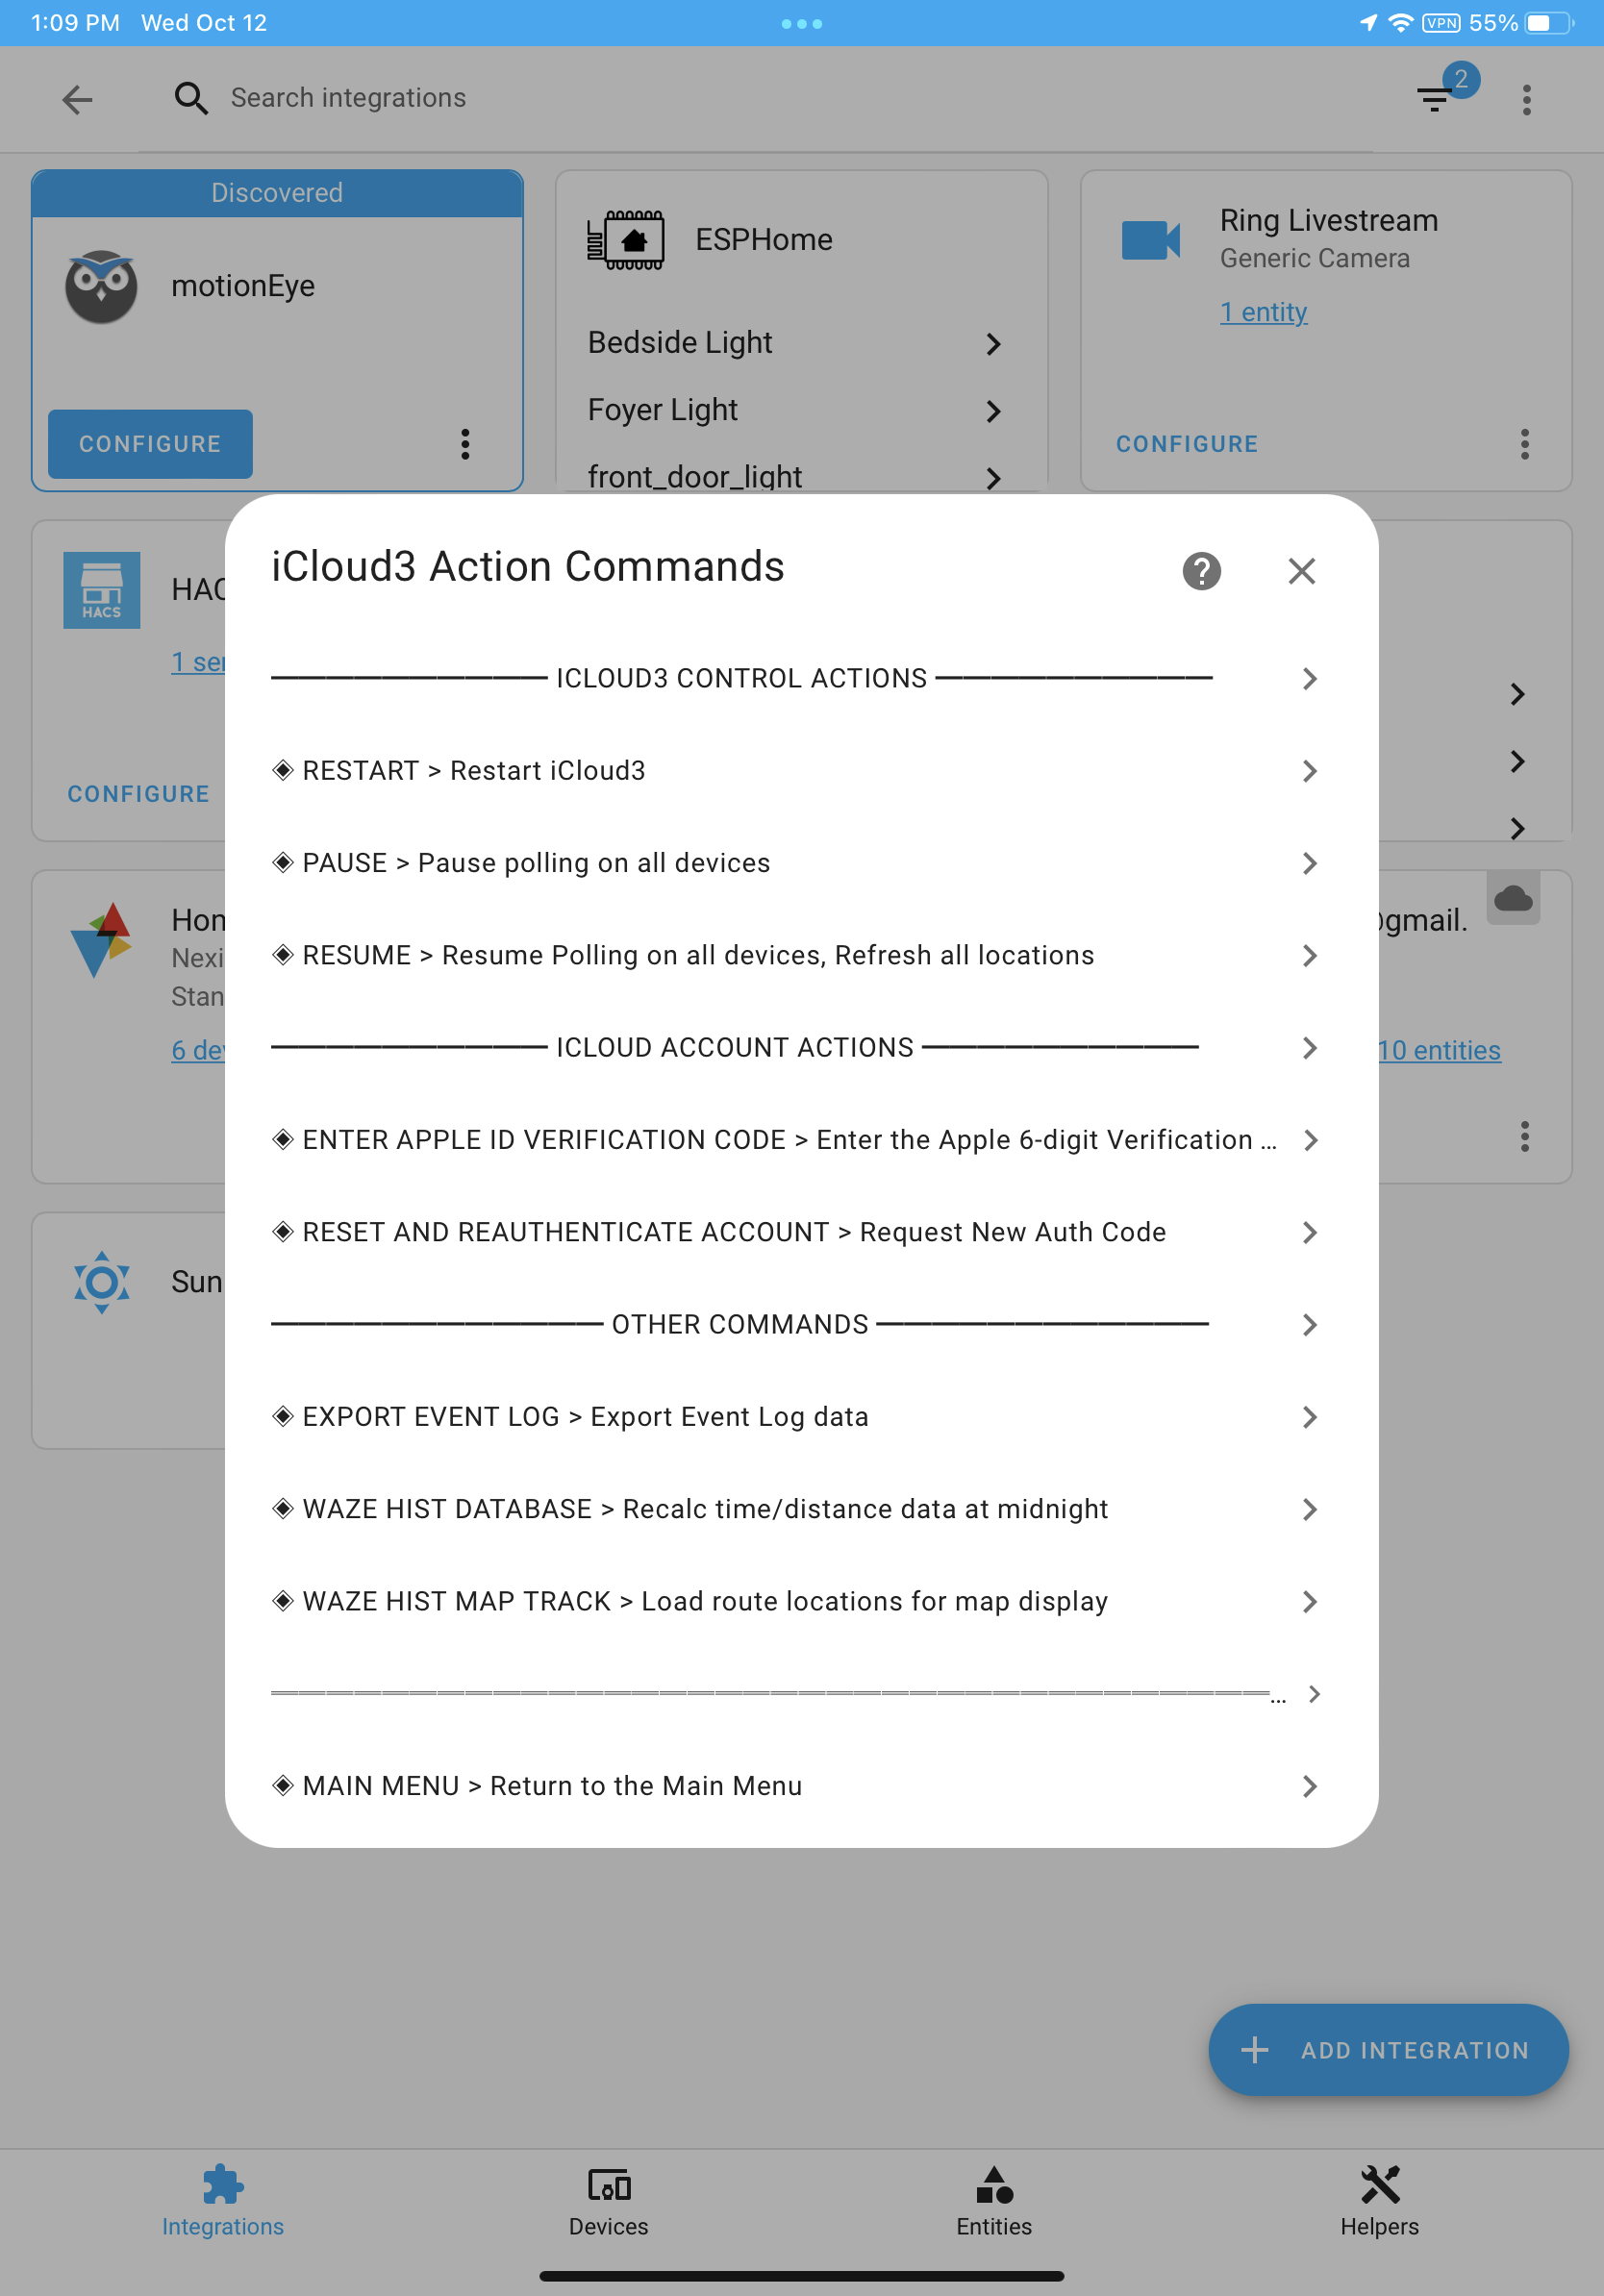 1:09 PM Wed Oct 12
VPN 55%
Search integrations
2
Discovered
motionEye
CONFIGURE
ESPHome
Bedside Light
Foyer Light
front_door_light
Ring Livestream
Generic Camera
1 entity
CONFIGURE
HACS
1
CONFIGURE
Nexi
Stan
6
@gmail.
10 entities
Sun
iCloud3 Action Commands
ICLOUD3 CONTROL ACTIONS
◈ RESTART > Restart iCloud3
◈ PAUSE > Pause polling on all devices
◈ RESUME > Resume Polling on all devices, Refresh all locations
ICLOUD ACCOUNT ACTIONS
◈ ENTER APPLE ID VERIFICATION CODE > Enter the Apple 6-digit Verification ...
◈ RESET AND REAUTHENTICATE ACCOUNT > Request New Auth Code
OTHER COMMANDS
◈ EXPORT EVENT LOG > Export Event Log data
◈ WAZE HIST DATABASE > Recalc time/distance data at midnight
◈ WAZE HIST MAP TRACK > Load route locations for map display
◈ MAIN MENU > Return to the Main Menu
ADD INTEGRATION
Integrations
Devices
Entities
Helpers